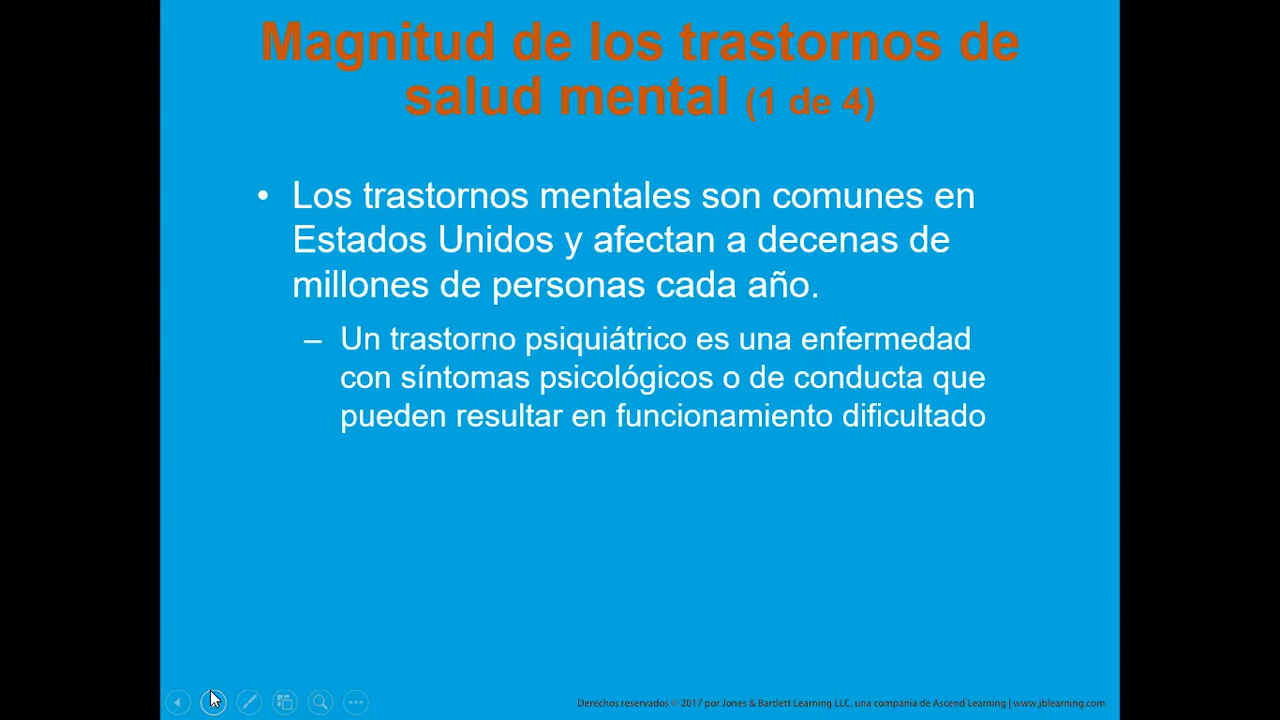 Magnitud de los trastornos de
salud mental (1 de 4)
• Los trastornos mentales son comunes en
Estados Unidos y afectan a decenas de
millones de personas cada año.
– Un trastorno psiquiátrico es una enfermedad
con síntomas psicológicos o de conducta que
pueden resultar en funcionamiento dificultado
Derechos reservados © 2017 por Jones & Bartlett Learning LLC, una compania de Ascend Learning | www.jblearning.com